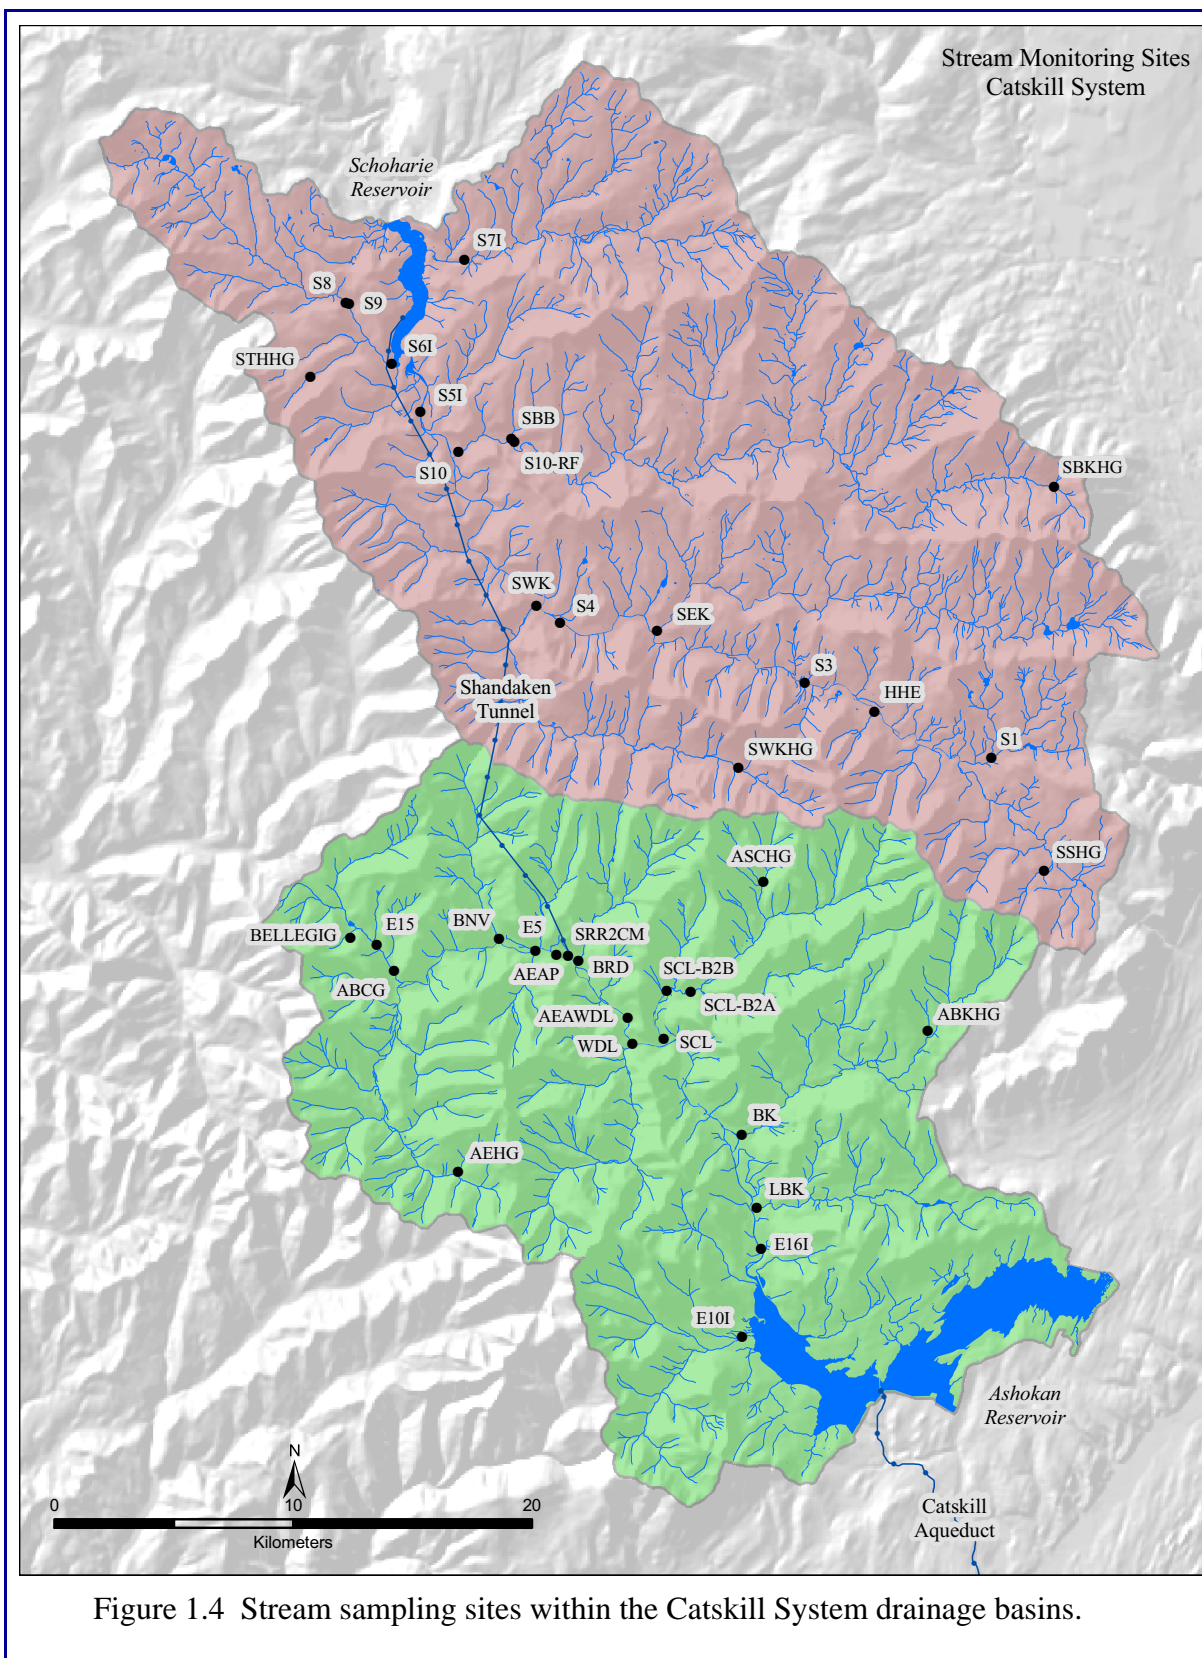 Stream Monitoring Sites
Catskill System
Schoharie
Reservoir
S7I
S8
S9
S6I
STHHG
S5I
SBB
S10-RF
S10
SBKHG
SWK
S4
SEK
S3
HHE
Shandaken
Tunnel
S1
SWKHG
SSHG
ASCHG
BELLEGIG
E15
BNV
E5
SRR2CM
ABCG
AEAP
BRD
SCL-B2B
SCL-B2A
AEAWDL
ABKHG
WDL
SCL
BK
AEHG
LBK
E16I
E10I
Ashokan
Reservoir
N
0
10
20
Kilometers
Catskill
Aqueduct
Figure 1.4 Stream sampling sites within the Catskill System drainage basins.